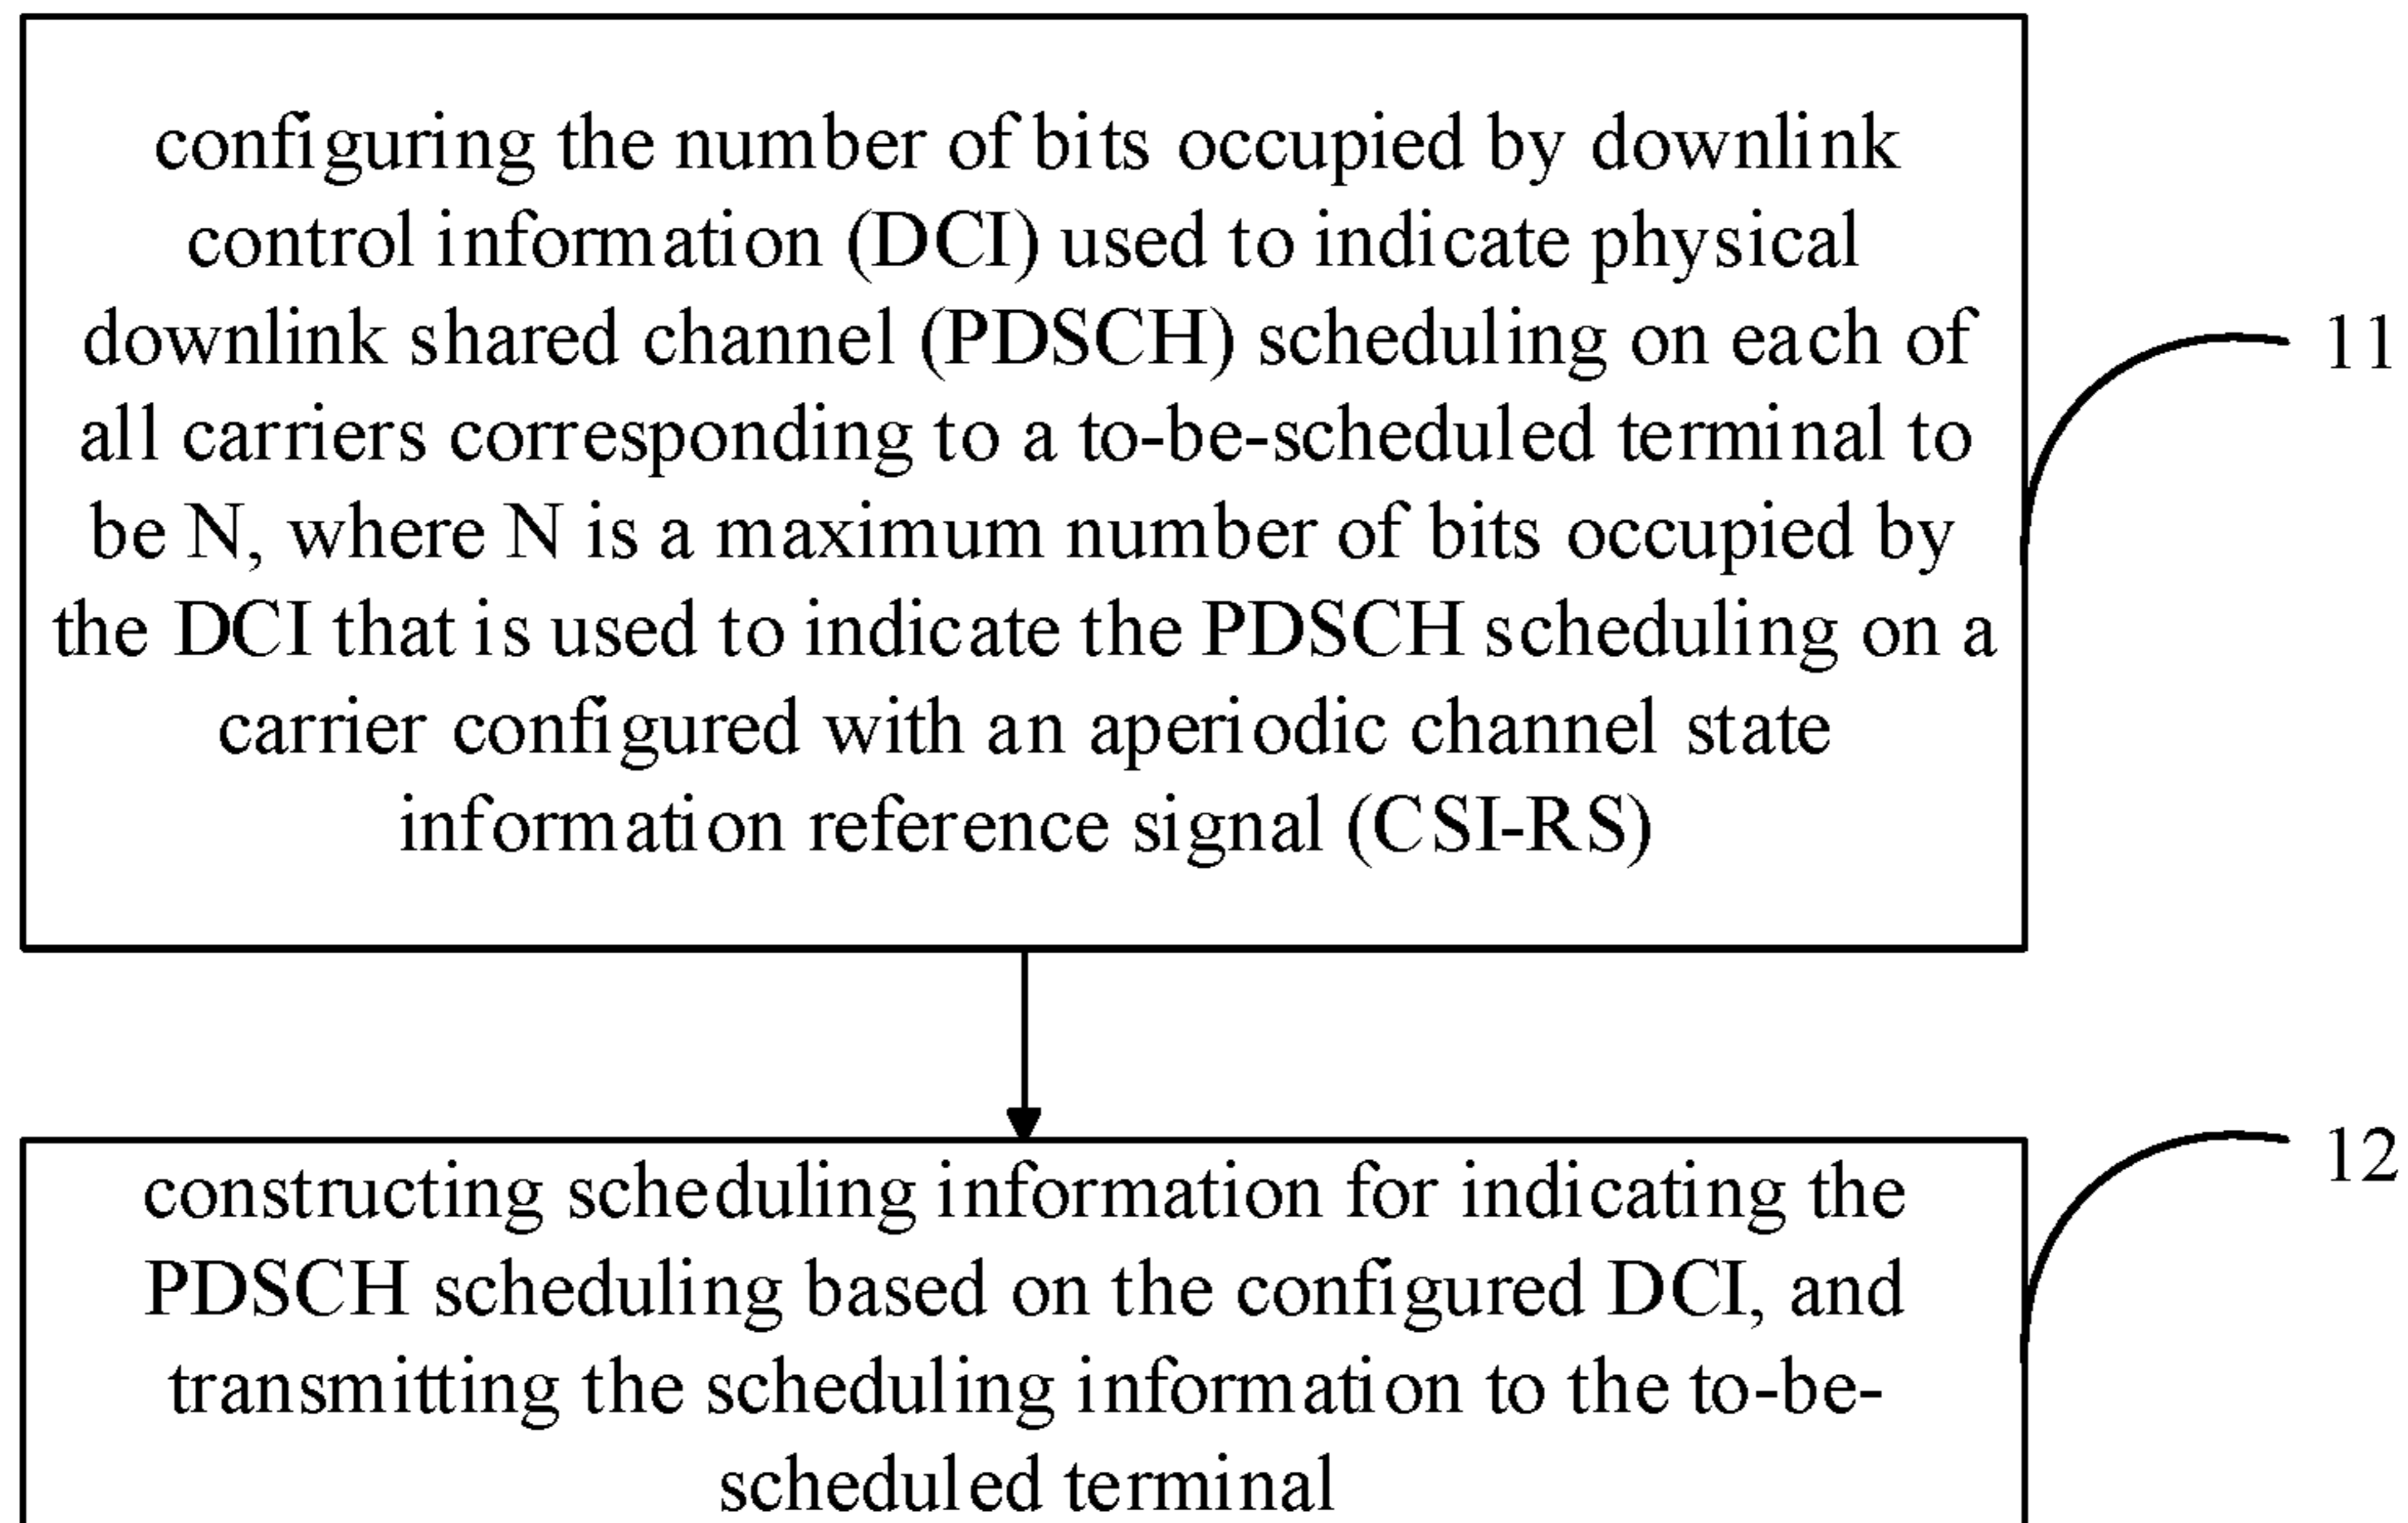 configuring the number of bits occupied by downlink
control information (DCI) used to indicate physical
downlink shared channel (PDSCH) scheduling on each of
all carriers corresponding to a to-be-scheduled terminal to
be N, where N is a maximum number of bits occupied by
the DCI that is used to indicate the PDSCH scheduling on a
carrier configured with an aperiodic channel state
information reference signal (CSI-RS)
11
constructing scheduling information for indicating the
PDSCH scheduling based on the configured DCI, and
transmitting the scheduling information to the to-be-
scheduled terminal
12